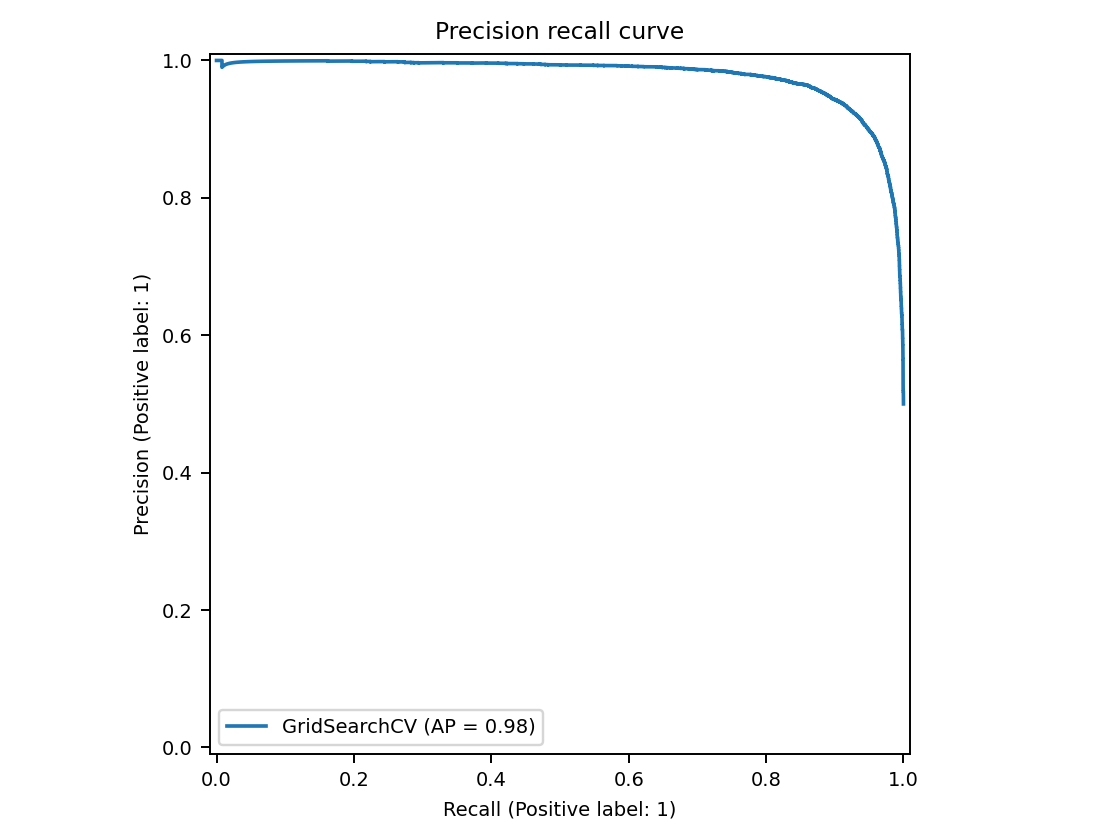 Precision recall curve
1.0
0.8
0.6
0.4
0.2
0.0
Precision (Positive label: 1)
GridSearchCV (AP = 0.98)
0.0 0.2 0.4 0.6 0.8 1.0
Recall (Positive label: 1)